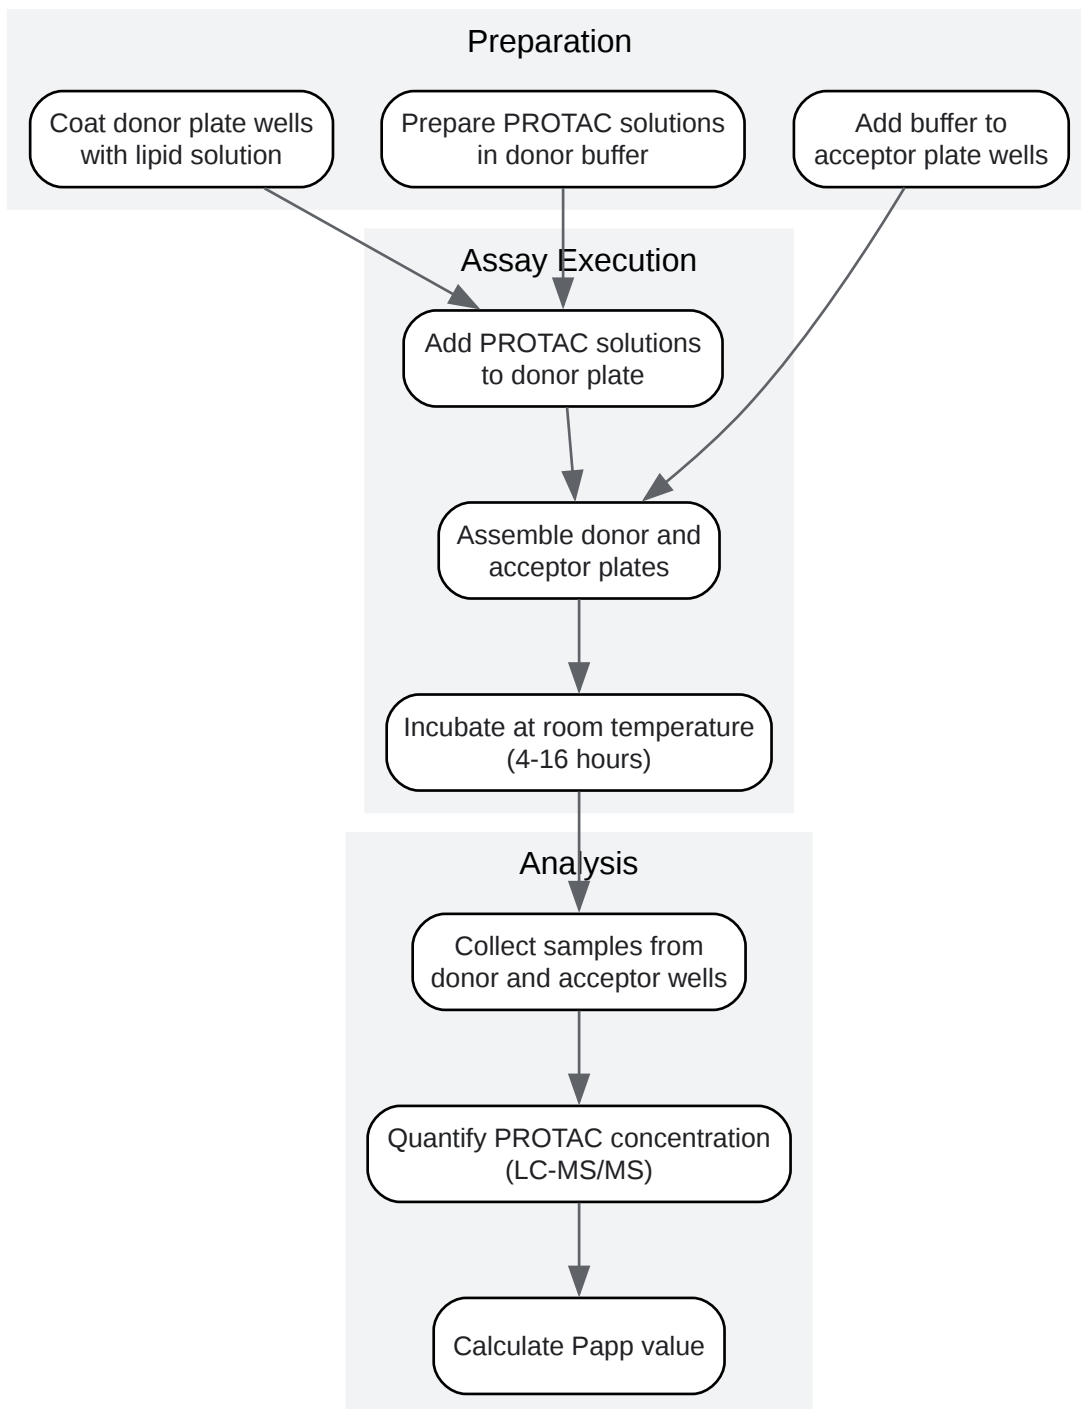 Preparation
Coat donor plate wells
with lipid solution
Prepare PROTAC solutions
in donor buffer
Add buffer to
acceptor plate wells
Assay Execution
Add PROTAC solutions
to donor plate
Assemble donor and
acceptor plates
Incubate at room temperature
(4-16 hours)
Analysis
Collect samples from
donor and acceptor wells
Quantify PROTAC concentration
(LC-MS/MS)
Calculate Papp value